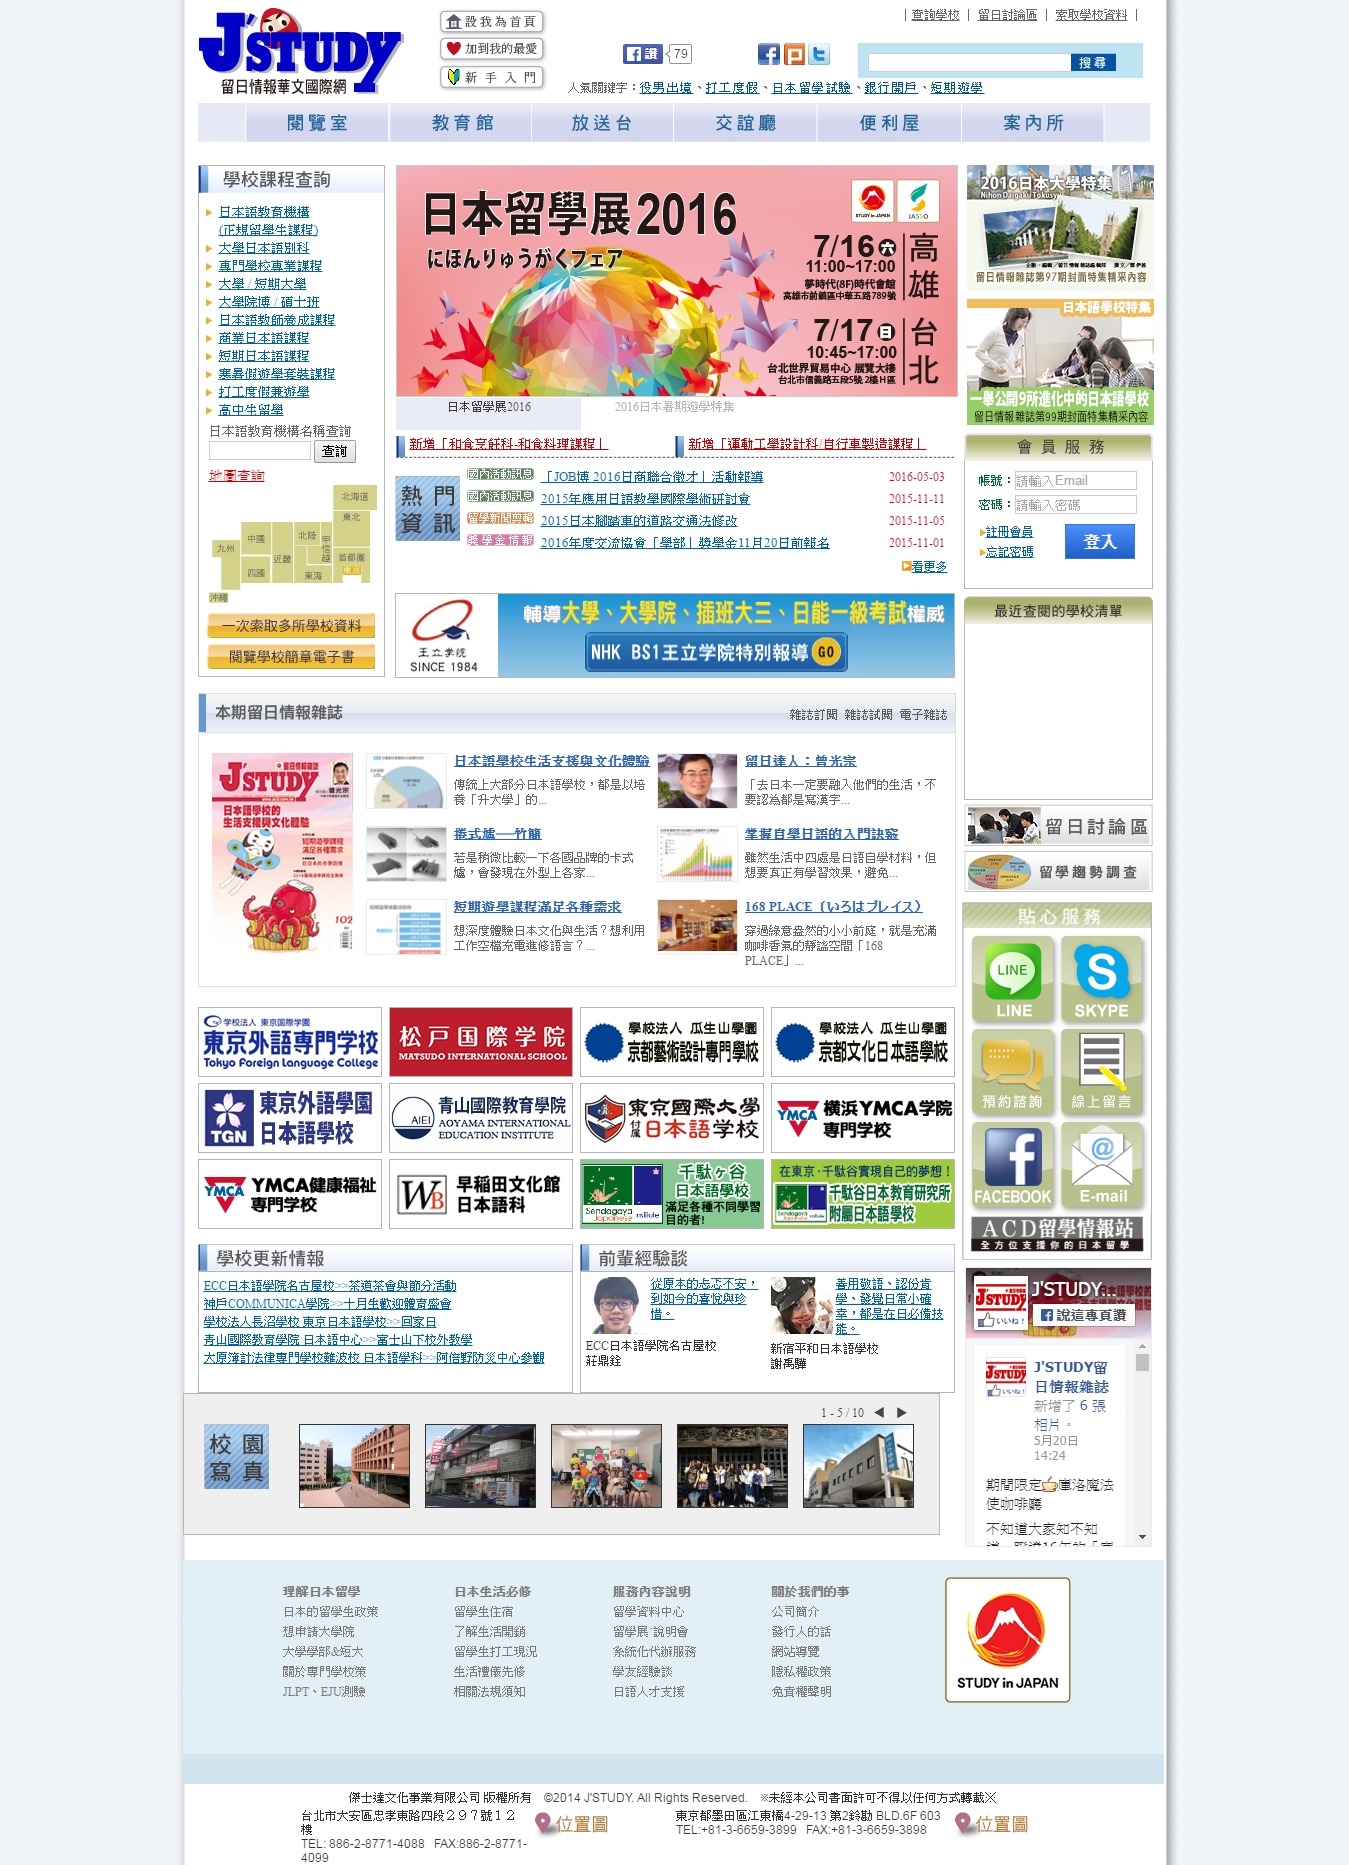 J'STUDY
留日情報華文國際網
設我為首頁
加到我的最愛
新手入門
讚 79
| 查詢學校 | 留日討論區 | 索取學校資料 |
搜尋
人氣關鍵字：役男出境、打工度假、日本留學試驗、銀行開戶、短期遊學
閱覽室 教育館 放送台 交誼廳 便利屋 案內所
學校課程查詢
日本語教育機構
(正規留學生課程)
大學日本語別科
專門學校專業課程
大學 / 短期大學
大學院博 / 碩士班
日本語教師養成課程
商業日本語課程
短期日本語課程
寒暑假遊學套裝課程
打工度假兼遊學
高中生留學
日本語教育機構名稱查詢
查詢
地圖查詢
北海道
東北
北陸
甲信越
首都圈
東京
中國
近畿
東海
九州
四國
沖繩
一次索取多所學校資料
閱覽學校簡章電子書
日本留學展2016
にほんりゅうがくフェア
STUDY in JAPAN
JASSO
7/16 六 高雄
11:00~17:00
夢時代(8F)時代會館
高雄市前鎮區中華五路789號
7/17 日 台北
10:45~17:00
台北世界貿易中心 展覽大樓
台北市信義路五段5號 2樓H區
日本留學展2016
2016日本暑期遊學特集
新增「和食烹飪科-和食料理課程」
新增「運動工學設計科/自行車製造課程」
熱門資訊
國內活動訊息 「JOB博 2016日商聯合徵才」活動報導 2016-05-03
國內活動訊息 2015年應用日語教學國際學術研討會 2015-11-11
留學新聞剪輯 2015日本腳踏車的道路交通法修改 2015-11-05
獎學金情報 2016年度交流協會「學部」獎學金11月20日前報名 2015-11-01
看更多
王立学院
SINCE 1984
輔導大學、大學院、插班大三、日能一級考試權威
NHK BS1王立学院特別報導 GO
2016日本大學特集
Nihon Daigaku Tokusyu
留日情報雜誌第97期封面特集精采內容
日本語學校特集
一舉公開9所進化中的日本語學校
留日情報雜誌第99期封面特集精采內容
會員服務
帳號：請輸入Email
密碼：請輸入密碼
註冊會員
忘記密碼
登入
最近查閱的學校清單
留日討論區
留學趨勢調查
貼心服務
LINE
SKYPE
預約諮詢
線上留言
FACEBOOK
E-mail
ACD留學情報站
全方位支援你的日本留學
本期留日情報雜誌
雜誌訂閱 雜誌試閱 電子雜誌
J'STUDY
留日情報雜誌
曾光宗
日本語學校的
生活支援與文化體驗
短期遊學課程
滿足各種需求
102
日本語學校生活支援與文化體驗
傳統上大部分日本語學校，都是以培
養「升大學」的...
留日達人：曾光宗
「去日本一定要融入他們的生活，不
要認為都是寫漢字...
捲式爐──竹簡
若是稍微比較一下各國品牌的卡式
爐，會發現在外型上各家...
掌握自學日語的入門訣竅
雖然生活中四處是日語自學材料，但
想要真正有學習效果，避免...
短期遊學課程滿足各種需求
想深度體驗日本文化與生活？想利用
工作空檔充電進修語言？...
168 PLACE（いろはプレイス）
穿過綠意盎然的小小前庭，就是充滿
咖啡香氣的靜謐空間「168
PLACE」...
学校法人 東京国際学園
東京外語専門学校
Tokyo Foreign Language College
松戸国際学院
MATSUDO INTERNATIONAL SCHOOL
學校法人 瓜生山學園
京都藝術設計專門學校
學校法人 瓜生山學園
京都文化日本語學校
TGN
東京外語學園
日本語學校
AIEI
青山國際教育學院
AOYAMA INTERNATIONAL
EDUCATION INSTITUTE
東京國際大學
付属日本語学校
YMCA
横浜YMCA学院
専門学校
YMCA
YMCA健康福祉
専門学校
WB
早稲田文化館
日本語科
Sendagaya
Japanese Institute
千駄ヶ谷
日本語學校
滿足各種不同學習
目的者!
在東京・千駄谷實現自己的夢想！
千駄谷日本教育研究所
附屬日本語學校
學校更新情報
ECC日本語學院名古屋校>>茶道茶會與節分活動
神戶COMMUNICA學院>>十月生歡迎體育盛會
學校法人長沼學校 東京日本語學校>>回家日
青山國際教育學院 日本語中心>>富士山下校外教學
大原簿計法律專門學校難波校 日本語學科>>阿倍野防災中心參觀
前輩經驗談
從原本的忐忑不安，
到如今的喜悅與珍
惜。
ECC日本語學院名古屋校
莊鼎銓
善用敬語、認份肯
學、發覺日常小確
幸，都是在日必備技
能。
新宿平和日本語學校
謝禹驊
J'STUDY...
說這專頁讚
J'STUDY
いいね！
J'STUDY留
日情報雜誌
新增了 6 張
相片。
5月20日
14:24
期間限定 庫洛魔法
使咖啡廳
不知道大家知不知
校園寫真
1 - 5 / 10
理解日本留學
日本的留學生政策
想申請大學院
大學學部&短大
關於專門學校策
JLPT、EJU測驗
日本生活必修
留學生住宿
了解生活開銷
留學生打工現況
生活禮儀先修
相關法規須知
服務內容說明
留學資料中心
留學展‧說明會
系統化代辦服務
學友經驗談
日語人才支援
關於我們的事
公司簡介
發行人的話
網站導覽
隱私權政策
免責權聲明
STUDY in JAPAN
傑士達文化事業有限公司 版權所有 ©2014 J'STUDY. All Rights Reserved. ※未經本公司書面許可不得以任何方式轉載※
台北市大安區忠孝東路四段２９７號１２
樓
TEL: 886-2-8771-4088 FAX:886-2-8771-
4099
位置圖
東京都墨田區江東橋4-29-13 第2鈴勘 BLD.6F 603
TEL:+81-3-6659-3899 FAX:+81-3-6659-3898
位置圖